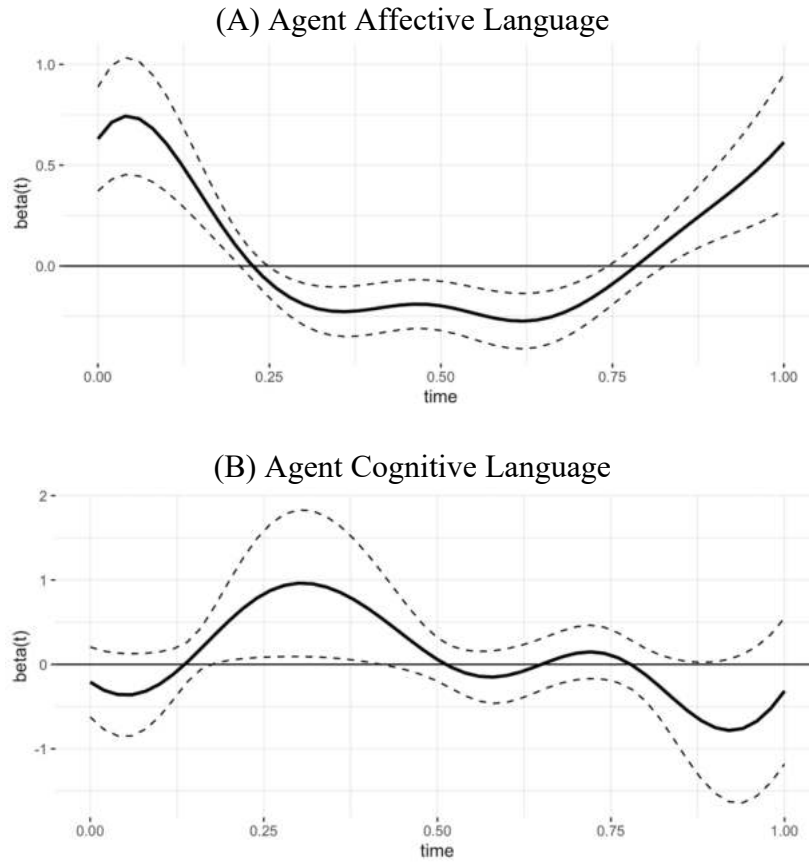 (A) Agent Affective Language
1.0
0.5
0.0
beta(t)
0.00 0.25 0.50 0.75 1.00
time
(B) Agent Cognitive Language
2
1
0
-1
beta(t)
0.00 0.25 0.50 0.75 1.00
time